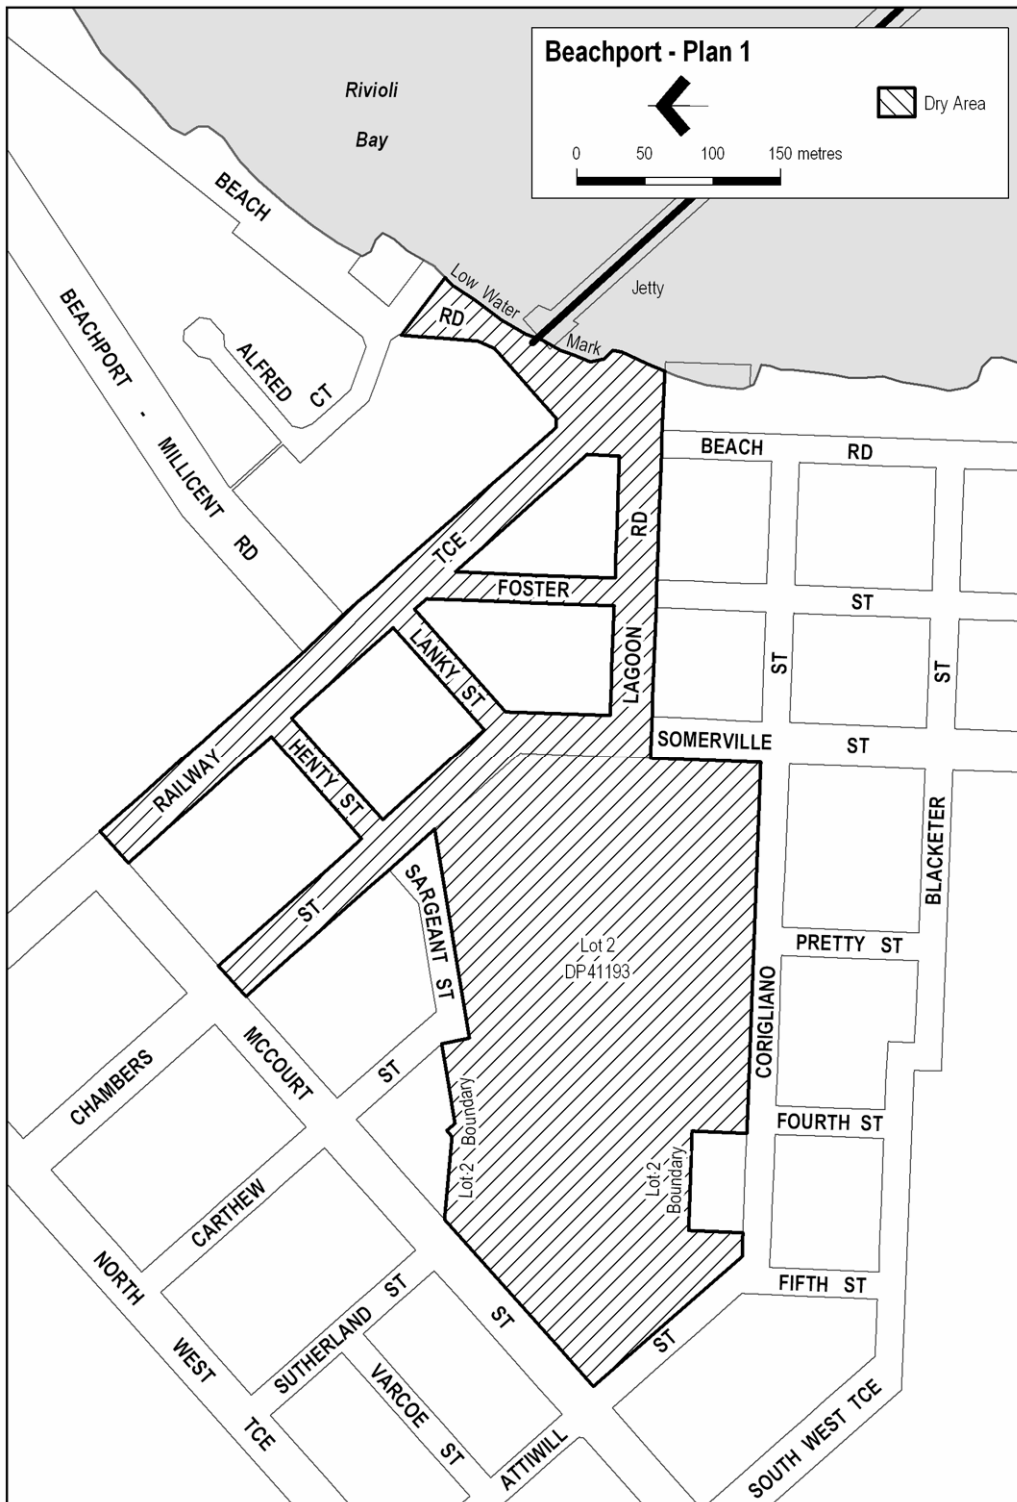 Beachport - Plan 1
Dry Area
0 50 100 150 metres
Rivioli
Bay
BEACH
RD
Low Water
Mark
Jetty
BEACHPORT - MILLICENT RD
ALFRED CT
BEACH RD
TCE
RD
FOSTER
ST
LANKY ST
LAGOON
ST
ST
SOMERVILLE ST
HENTY ST
RAILWAY
BLACKETER
SARGEANT ST
ST
PRETTY ST
Lot 2
DP41193
CORIGLIANO
MCCOURT
ST
CHAMBERS
Lot 2 Boundary
FOURTH ST
Lot 2
Boundary
CARTHEW
NORTH WEST TCE
SUTHERLAND ST
ST
FIFTH ST
ST
VARCOE ST
ATTIWILL
SOUTH WEST TCE